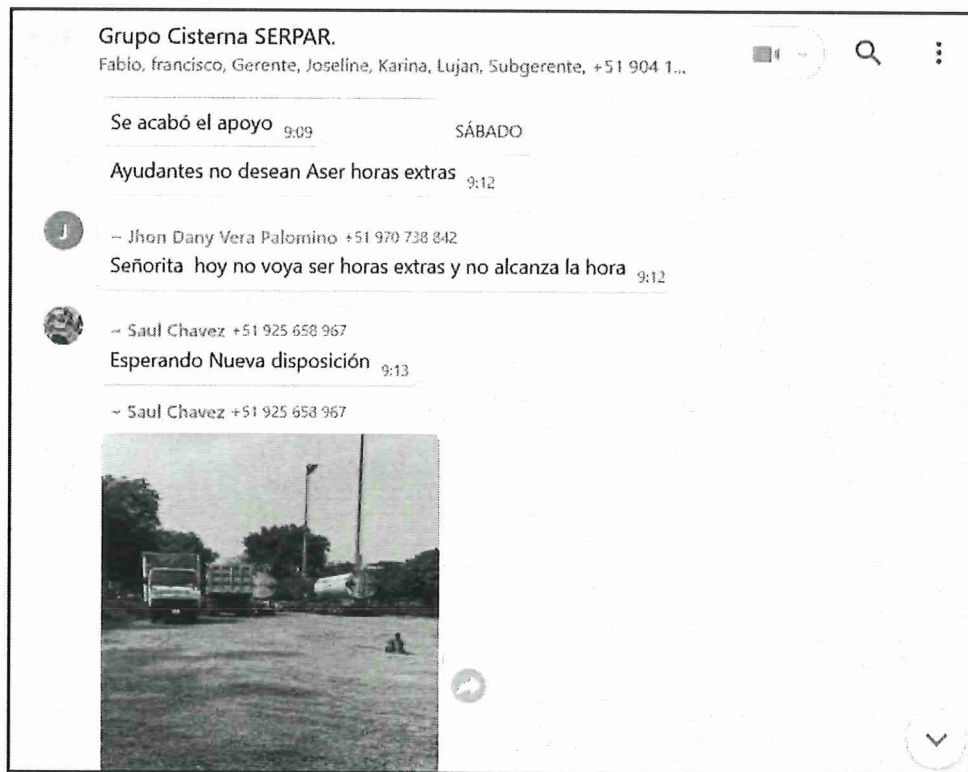 Grupo Cisterna SERPAR.
Fabio, francisco, Gerente, Joseline, Karina, Lujan, Subgerente, +51 904 1...
Se acabó el apoyo 9:09
SÁBADO
Ayudantes no desean Aser horas extras 9:12
J
~ Jhon Dany Vera Palomino +51 970 738 842
Señorita hoy no voya ser horas extras y no alcanza la hora 9:12
~ Saul Chavez +51 925 658 967
Esperando Nueva disposición 9:13
~ Saul Chavez +51 925 658 967